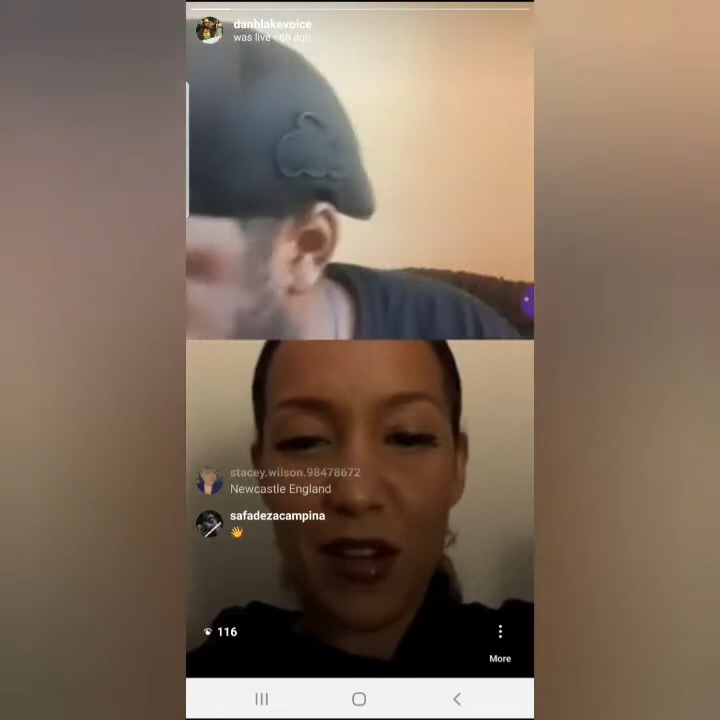 danblakevoice
was live • 5h ago
stacey.wilson.98478672
Newcastle England
safadezacampina
👋
116
More